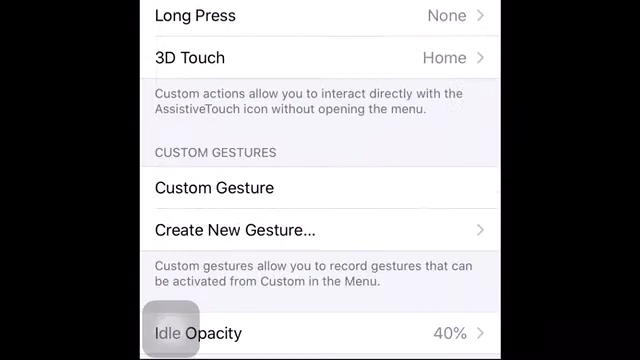 Long Press None
3D Touch Home
Custom actions allow you to interact directly with the
AssistiveTouch icon without opening the menu.
CUSTOM GESTURES
Custom Gesture
Create New Gesture...
Custom gestures allow you to record gestures that can
be activated from Custom in the Menu.
Idle Opacity 40%